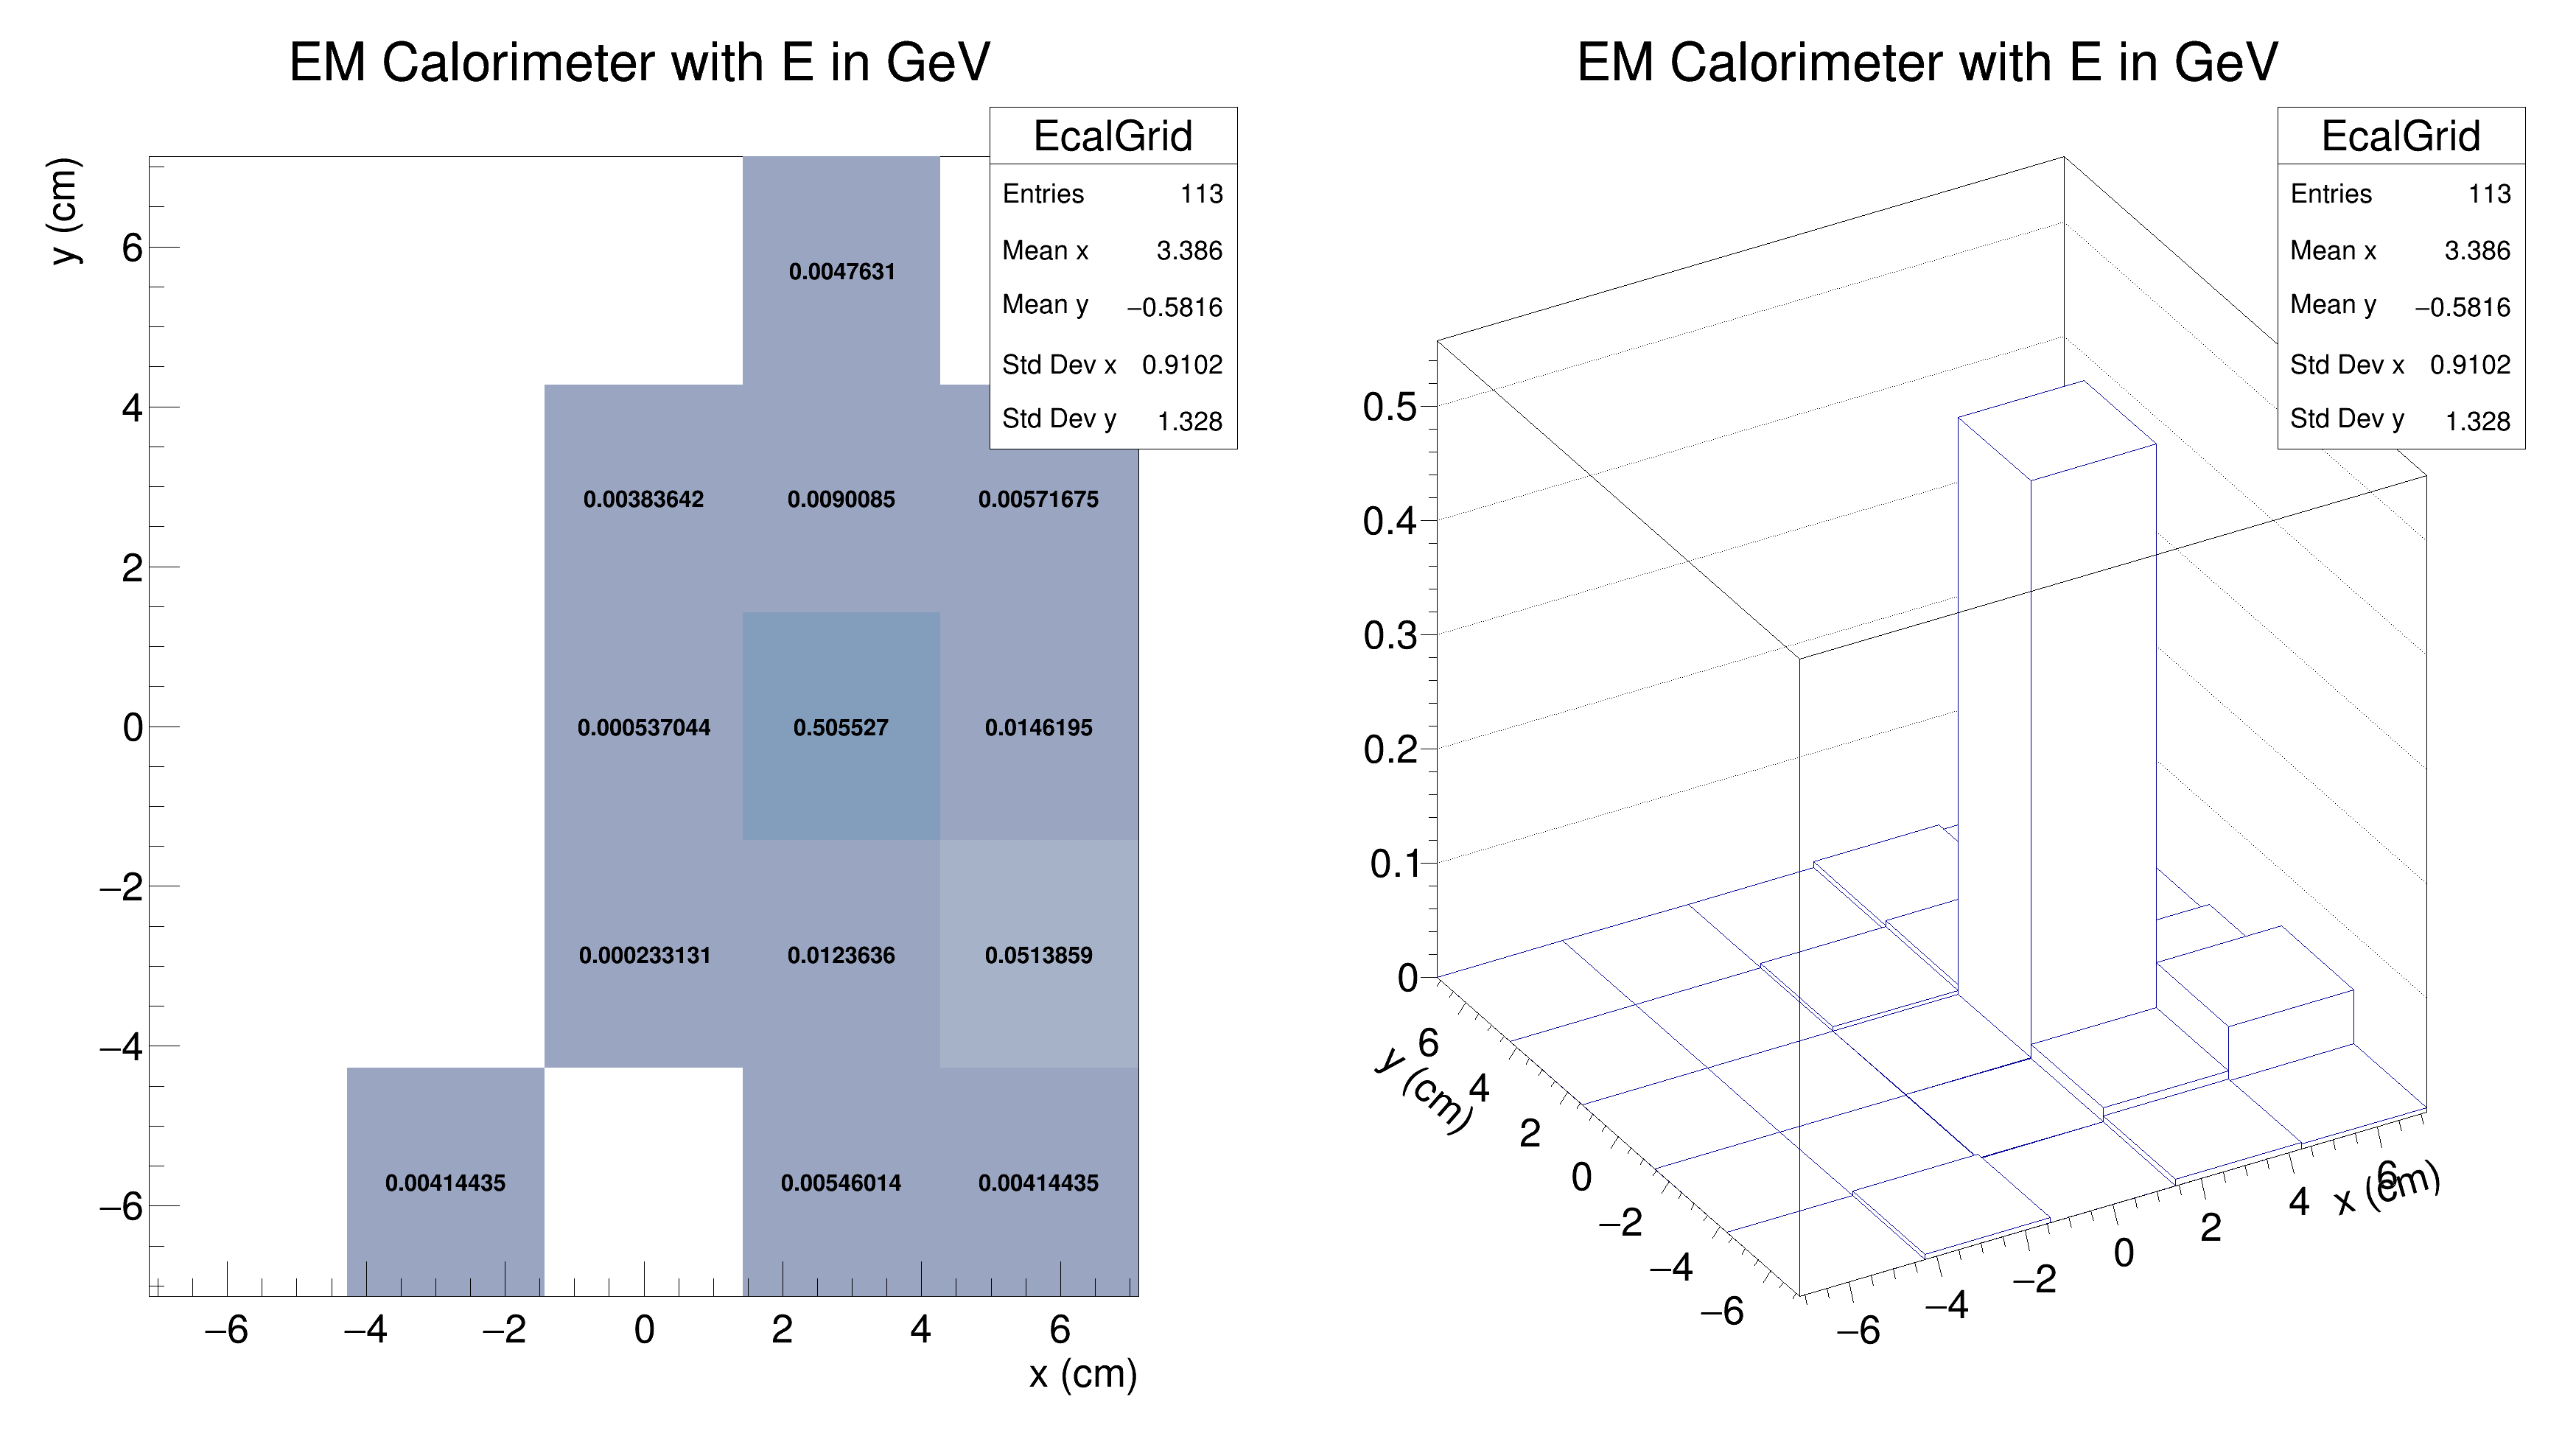 EM Calorimeter with E in GeV
EcalGrid
Entries 113
Mean x 3.386
Mean y −0.5816
Std Dev x 0.9102
Std Dev y 1.328
y (cm)
6
4
2
0
−2
−4
−6
0.0047631
0.00383642 0.0090085 0.00571675
0.000537044 0.505527 0.0146195
0.000233131 0.0123636 0.0513859
0.00414435 0.00546014 0.00414435
−6 −4 −2 0 2 4 6
x (cm)
EM Calorimeter with E in GeV
EcalGrid
Entries 113
Mean x 3.386
Mean y −0.5816
Std Dev x 0.9102
Std Dev y 1.328
0.5
0.4
0.3
0.2
0.1
0
y (cm)
6
4
2
0
−2
−4
−6
−6 −4 −2 0 2 4 6
x (cm)